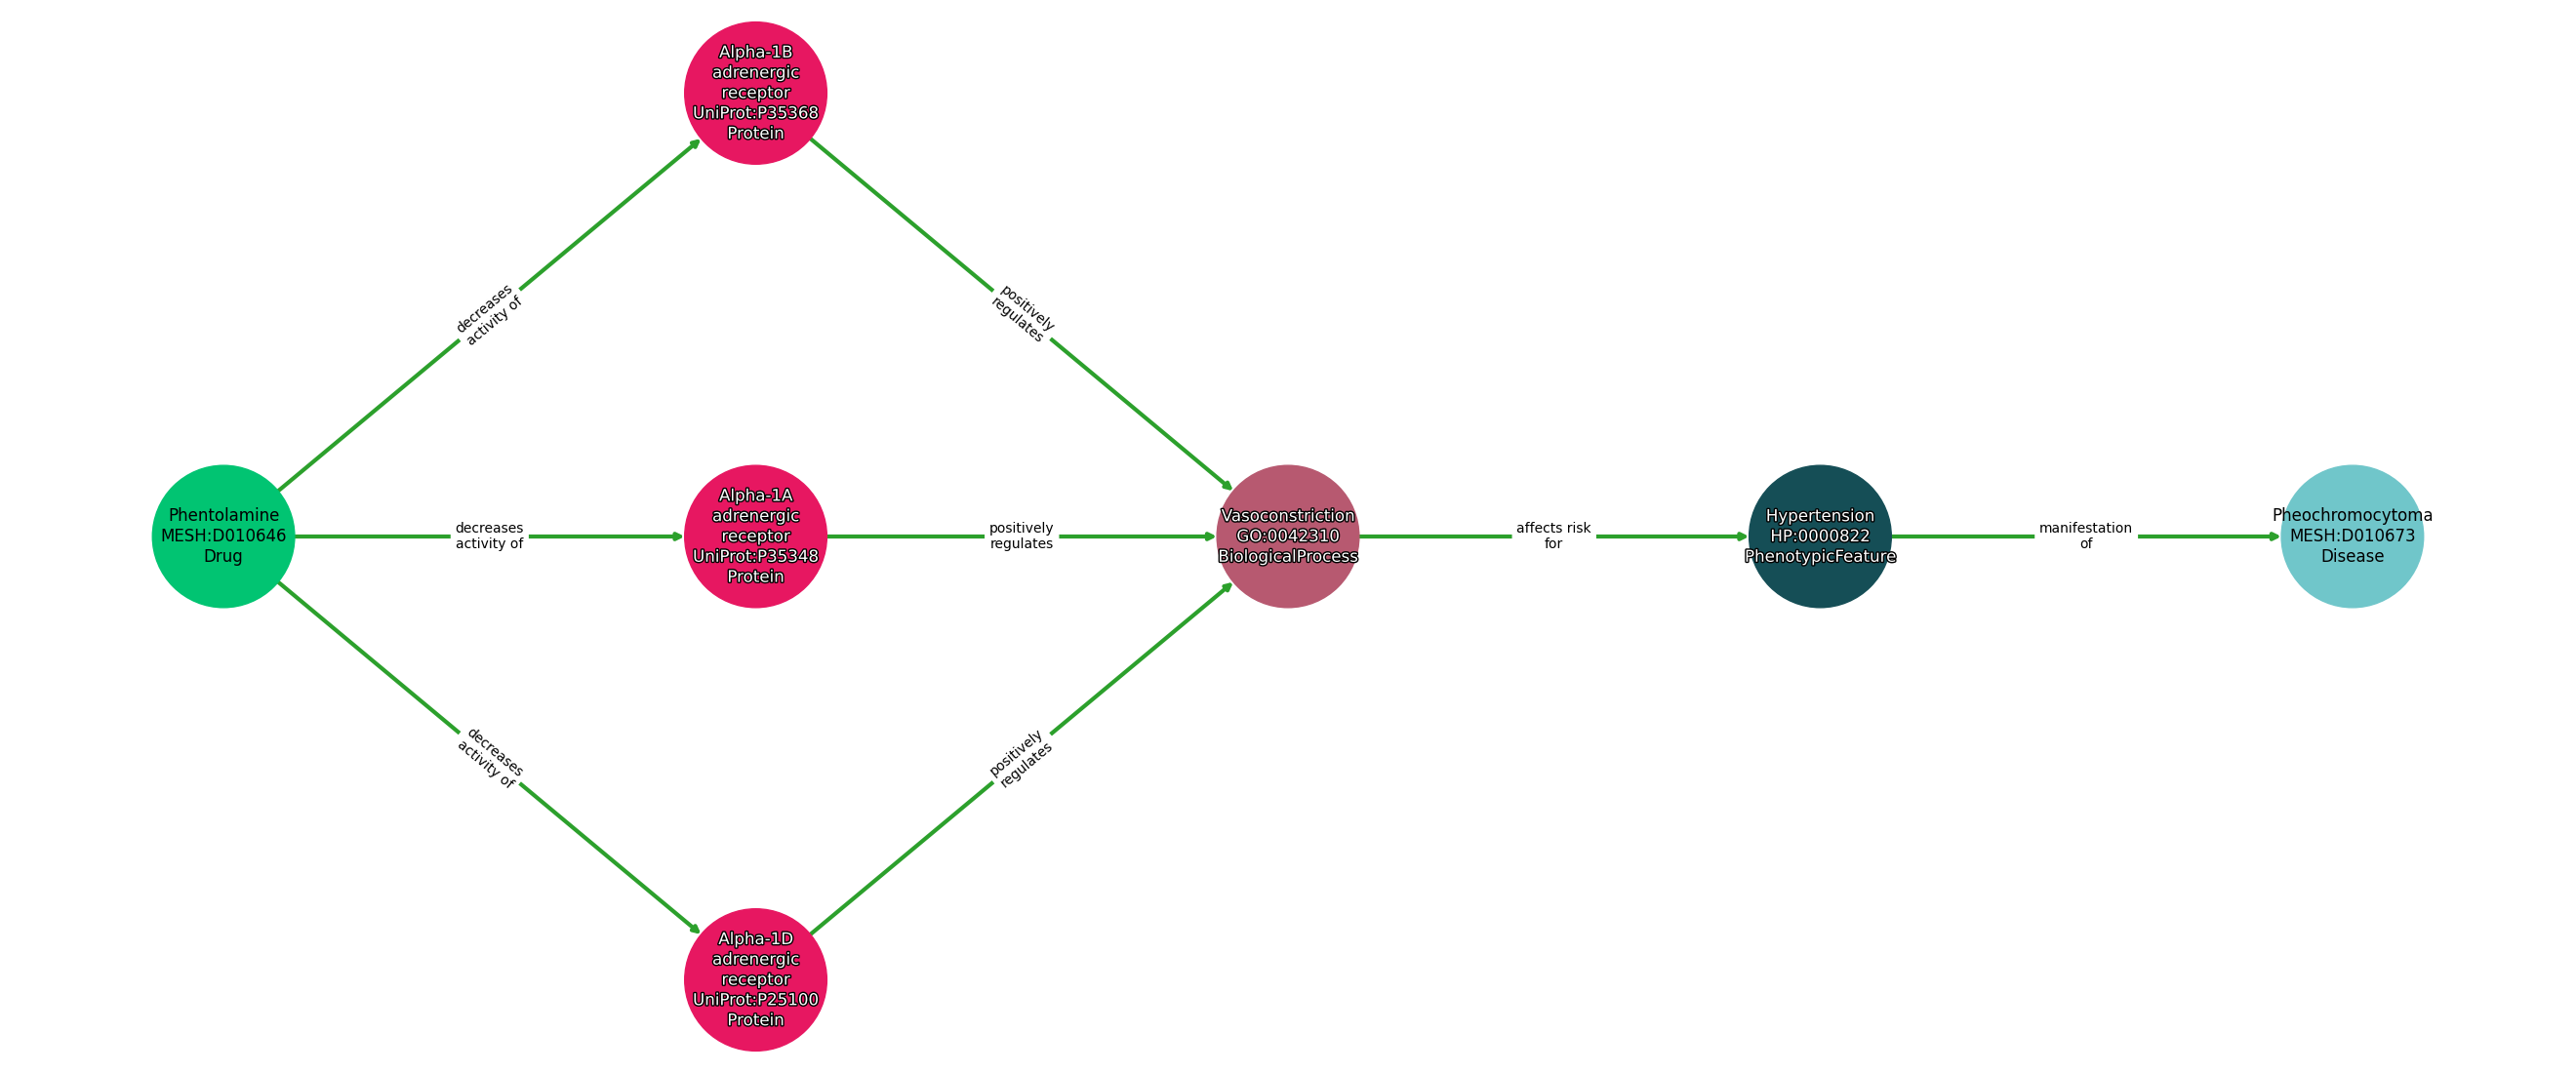 Alpha-1B
adrenergic
receptor
UniProt:P35368
Protein
decreases
activity of
positively
regulates
Phentolamine
MESH:D010646
Drug
decreases
activity of
Alpha-1A
adrenergic
receptor
UniProt:P35348
Protein
positively
regulates
Vasoconstriction
GO:0042310
BiologicalProcess
affects risk
for
Hypertension
HP:0000822
PhenotypicFeature
manifestation
of
Pheochromocytoma
MESH:D010673
Disease
decreases
activity of
positively
regulates
Alpha-1D
adrenergic
receptor
UniProt:P25100
Protein